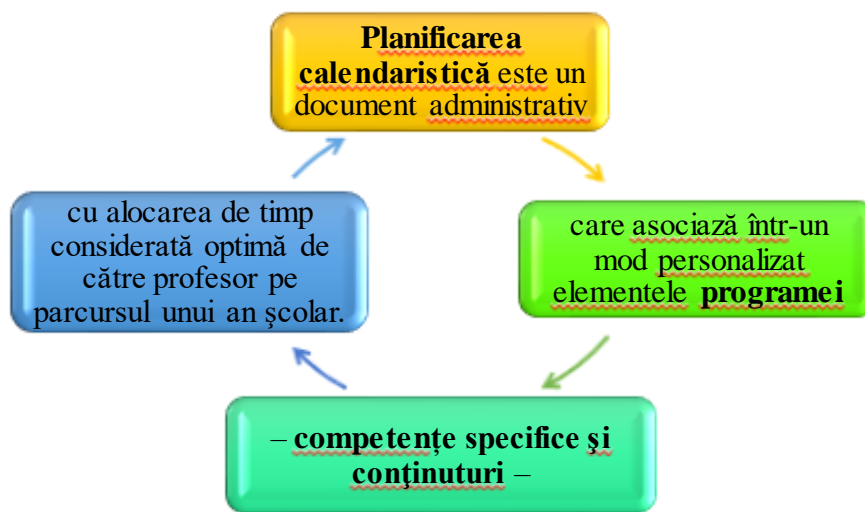 Planificarea
calendaristică este un
document administrativ
care asociază într-un
mod personalizat
elementele programei
– competențe specifice şi
conţinuturi –
cu alocarea de timp
considerată optimă de
către profesor pe
parcursul unui an şcolar.